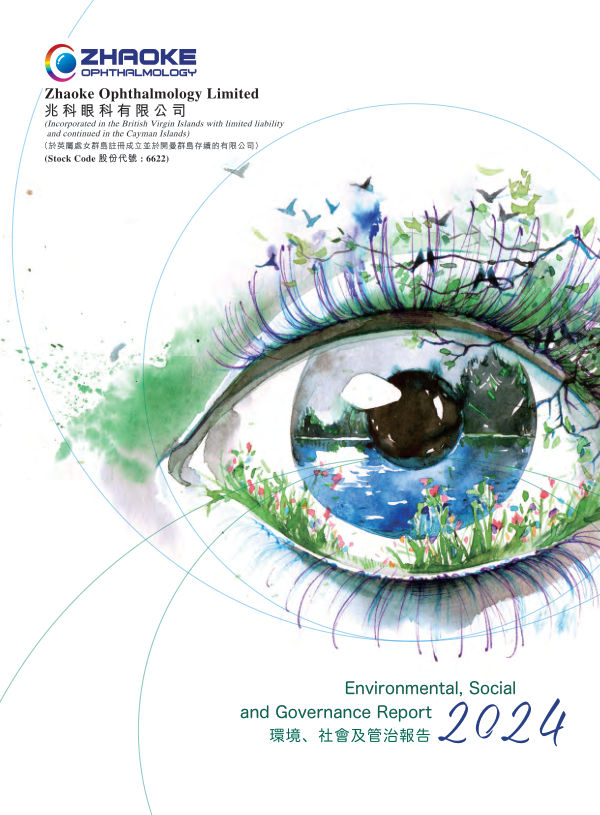 ZHAOKE
OPHTHALMOLOGY
Zhaoke Ophthalmology Limited
兆科眼科有限公司
(Incorporated in the British Virgin Islands with limited liability
and continued in the Cayman Islands)
(於英屬處女群島註冊成立並於開曼群島存續的有限公司)
(Stock Code 股份代號 : 6622)
Environmental, Social
and Governance Report
環境、社會及管治報告
2024